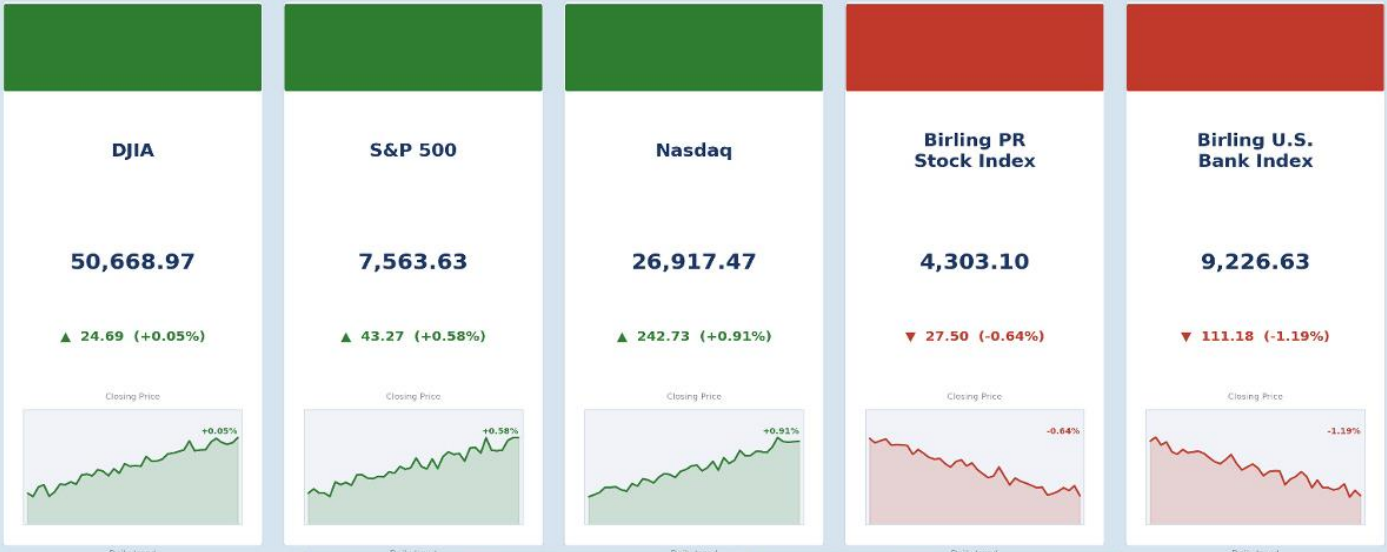 DJIA
50,668.97
▲ 24.69 (+0.05%)
Closing Price
+0.05%
S&P 500
7,563.63
▲ 43.27 (+0.58%)
Closing Price
+0.58%
Nasdaq
26,917.47
▲ 242.73 (+0.91%)
Closing Price
+0.91%
Birling PR
Stock Index
4,303.10
▼ 27.50 (-0.64%)
Closing Price
-0.64%
Birling U.S.
Bank Index
9,226.63
▼ 111.18 (-1.19%)
Closing Price
-1.19%